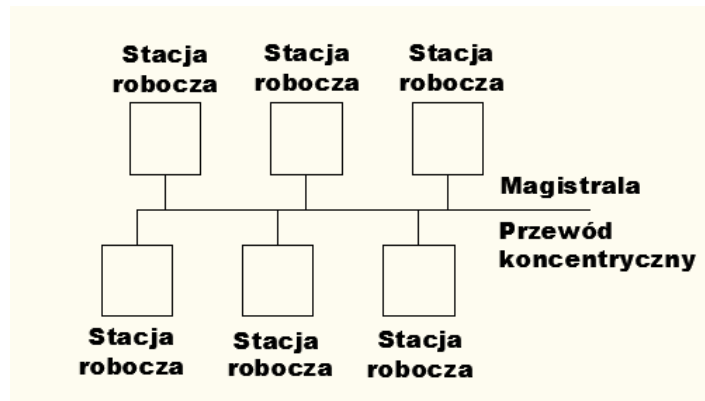 Stacja
robocza
Stacja
robocza
Stacja
robocza
Magistrala
Przewód
koncentryczny
Stacja
robocza
Stacja
robocza
Stacja
robocza